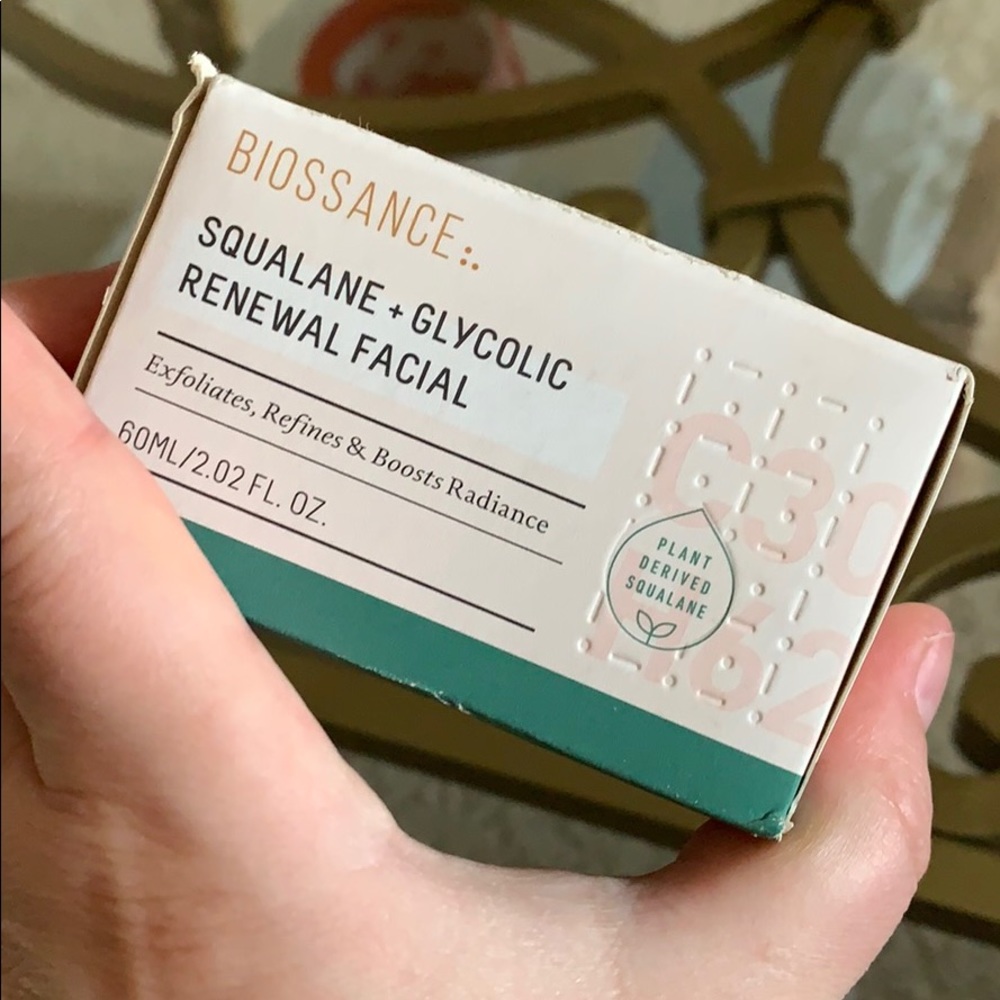 BIOSSANCE:.
SQUALANE + GLYCOLIC
RENEWAL FACIAL
Exfoliates, Refines & Boosts Radiance
60ML/2.02 FL. OZ.
C30
H62
PLANT
DERIVED
SQUALANE